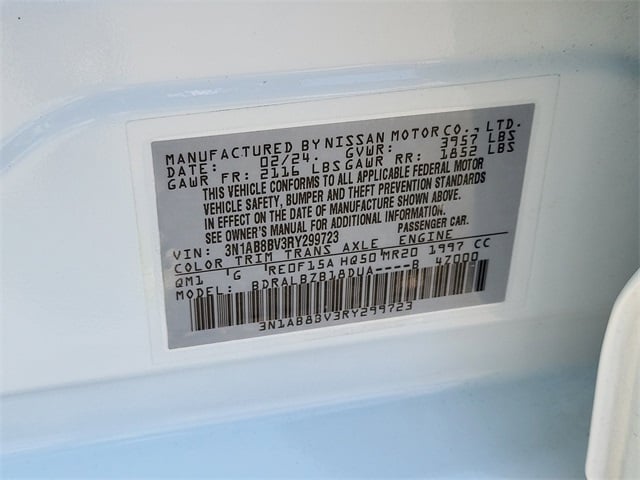 MANUFACTURED BY NISSAN MOTOR CO., LTD.
DATE: 02/24. GVWR: 3957 LBS
GAWR FR: 2116 LBS GAWR RR: 1852 LBS
THIS VEHICLE CONFORMS TO ALL APPLICABLE FEDERAL MOTOR
VEHICLE SAFETY, BUMPER AND THEFT PREVENTION STANDARDS
IN EFFECT ON THE DATE OF MANUFACTURE SHOWN ABOVE.
SEE OWNER'S MANUAL FOR ADDITIONAL INFORMATION.
VIN: 3N1AB8BV3RY299723 PASSENGER CAR.
COLOR TRIM TRANS AXLE ENGINE
QM1 'G 'RE0F15A'HQ50'MR20 1997 CC
MODEL: BDRALBZB18DUA----B 47000
3N1AB8BV3RY299723